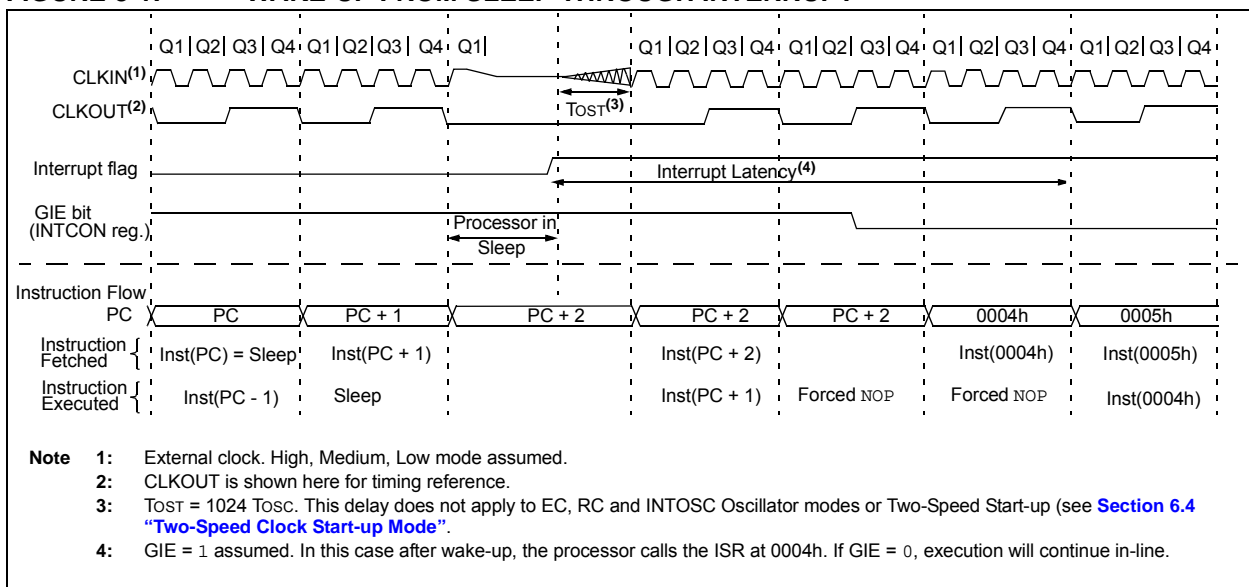 Q1 Q2 Q3 Q4 Q1 Q2 Q3 Q4 Q1 Q1 Q2 Q3 Q4 Q1 Q2 Q3 Q4 Q1 Q2 Q3 Q4 Q1 Q2 Q3 Q4
CLKIN(1)
CLKOUT(2)
TOST(3)
Interrupt flag
Interrupt Latency(4)
GIE bit
(INTCON reg.)
Processor in
Sleep
Instruction Flow
PC PC PC + 1 PC + 2 PC + 2 PC + 2 0004h 0005h
Instruction
Fetched
Inst(PC) = Sleep Inst(PC + 1) Inst(PC + 2) Inst(0004h) Inst(0005h)
Instruction
Executed
Inst(PC - 1) Sleep Inst(PC + 1) Forced NOP Forced NOP Inst(0004h)
Note 1: External clock. High, Medium, Low mode assumed.
2: CLKOUT is shown here for timing reference.
3: TOST = 1024 TOSC. This delay does not apply to EC, RC and INTOSC Oscillator modes or Two-Speed Start-up (see Section 6.4
“Two-Speed Clock Start-up Mode”.
4: GIE = 1 assumed. In this case after wake-up, the processor calls the ISR at 0004h. If GIE = 0, execution will continue in-line.